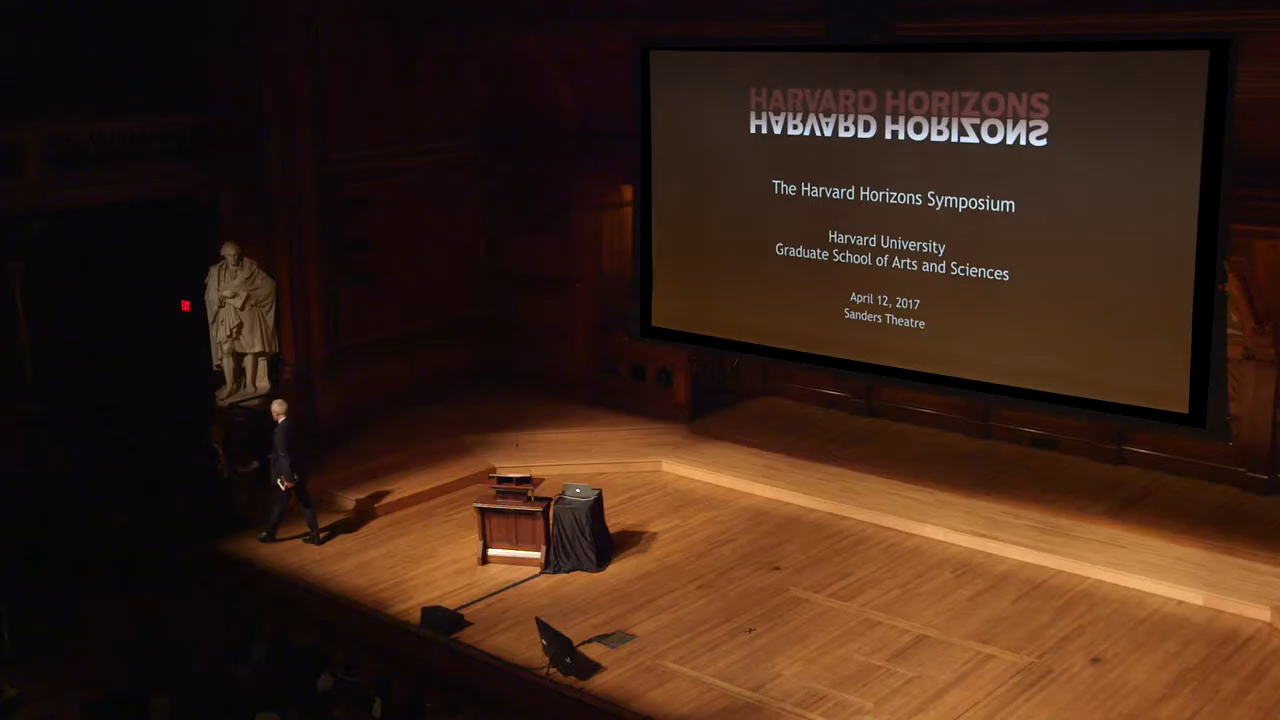 HARVARD HORIZONS
HARVARD HORIZONS
The Harvard Horizons Symposium
Harvard University
Graduate School of Arts and Sciences
April 12, 2017
Sanders Theatre